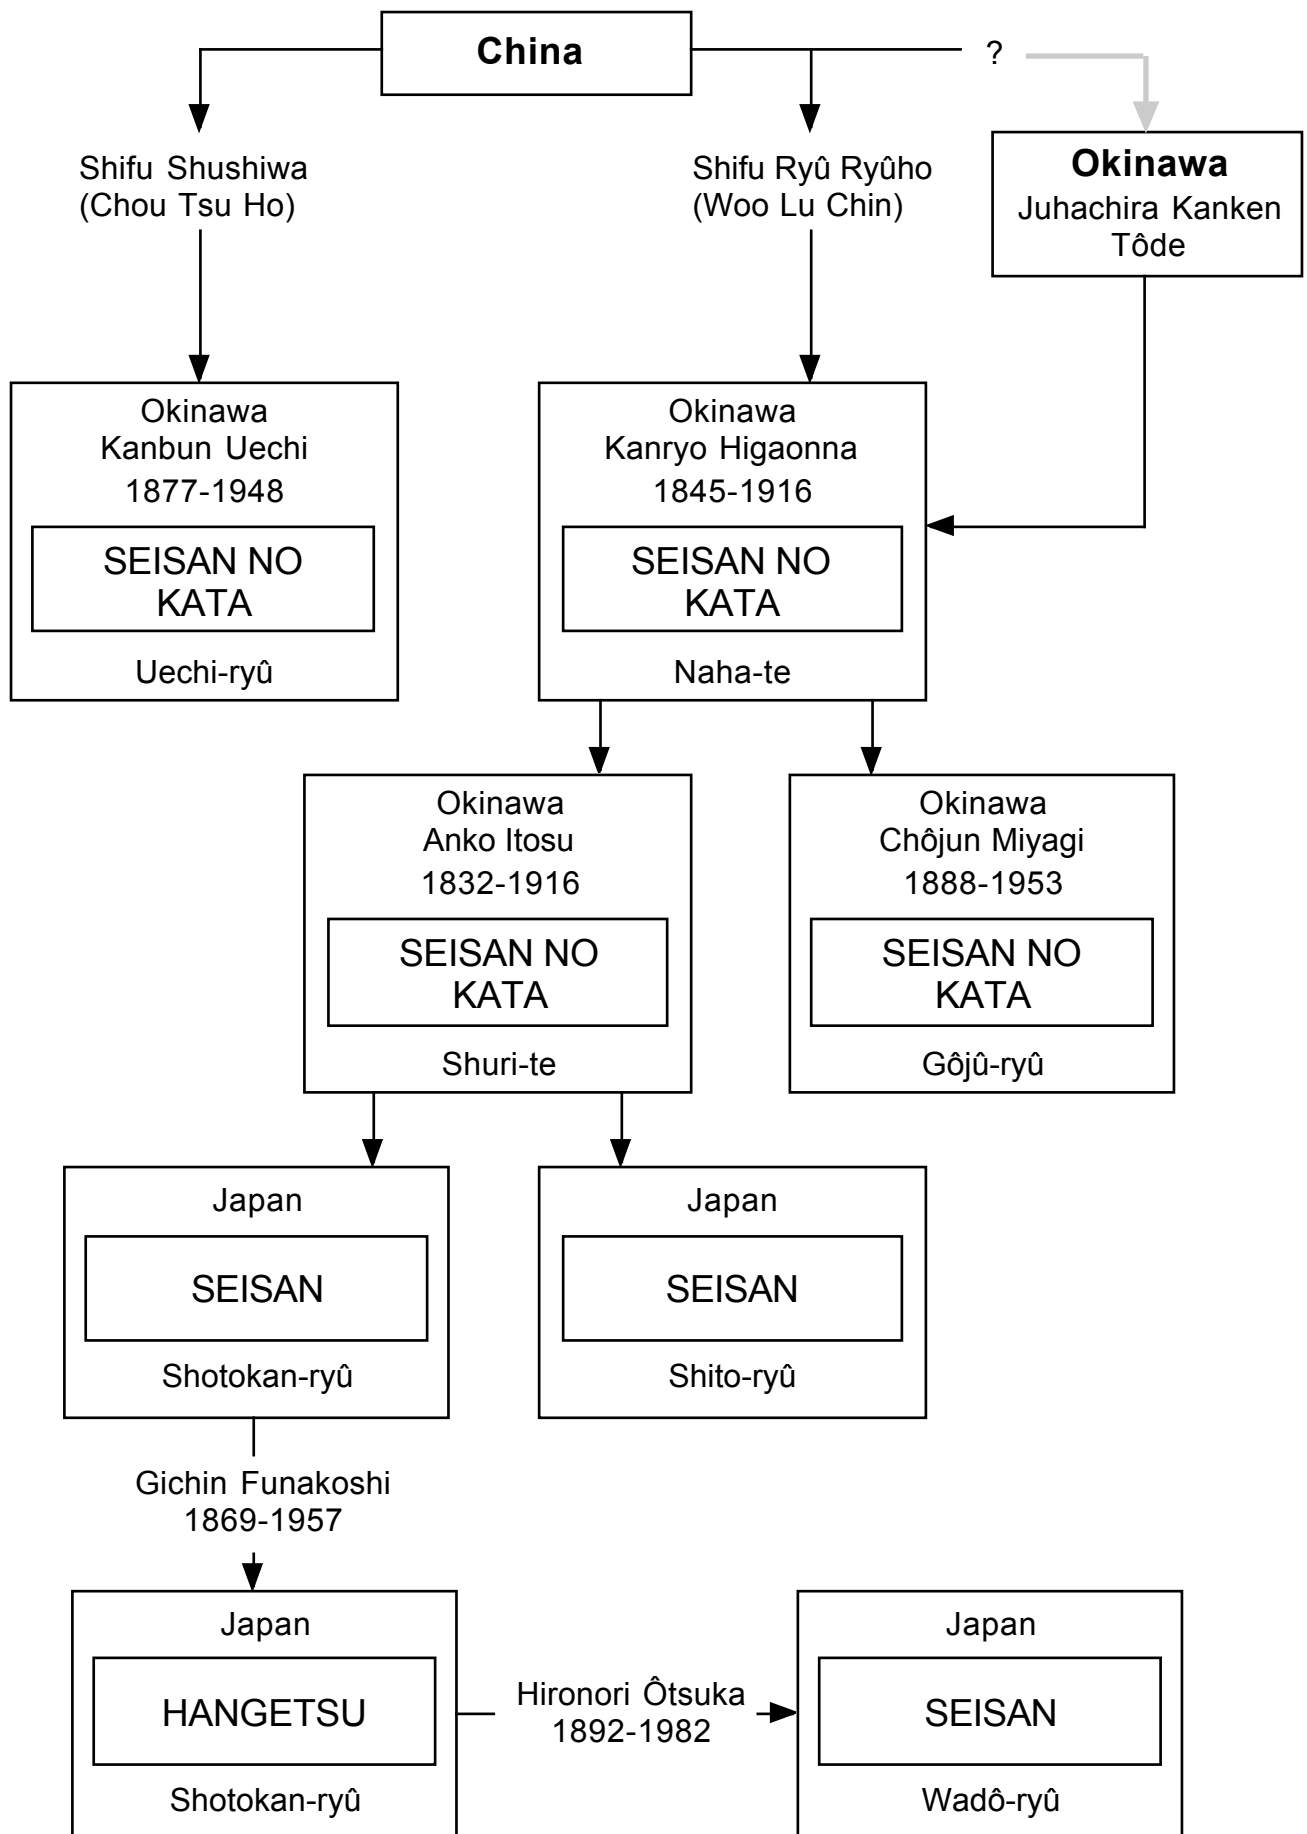 China
?
Shifu Shushiwa
(Chou Tsu Ho)
Shifu Ryû Ryûho
(Woo Lu Chin)
Okinawa
Juhachira Kanken
Tôde
Okinawa
Kanbun Uechi
1877-1948
SEISAN NO
KATA
Uechi-ryû
Okinawa
Kanryo Higaonna
1845-1916
SEISAN NO
KATA
Naha-te
Okinawa
Anko Itosu
1832-1916
SEISAN NO
KATA
Shuri-te
Okinawa
Chôjun Miyagi
1888-1953
SEISAN NO
KATA
Gôjû-ryû
Japan
SEISAN
Shotokan-ryû
Japan
SEISAN
Shito-ryû
Gichin Funakoshi
1869-1957
Japan
HANGETSU
Shotokan-ryû
Hironori Ôtsuka
1892-1982
Japan
SEISAN
Wadô-ryû